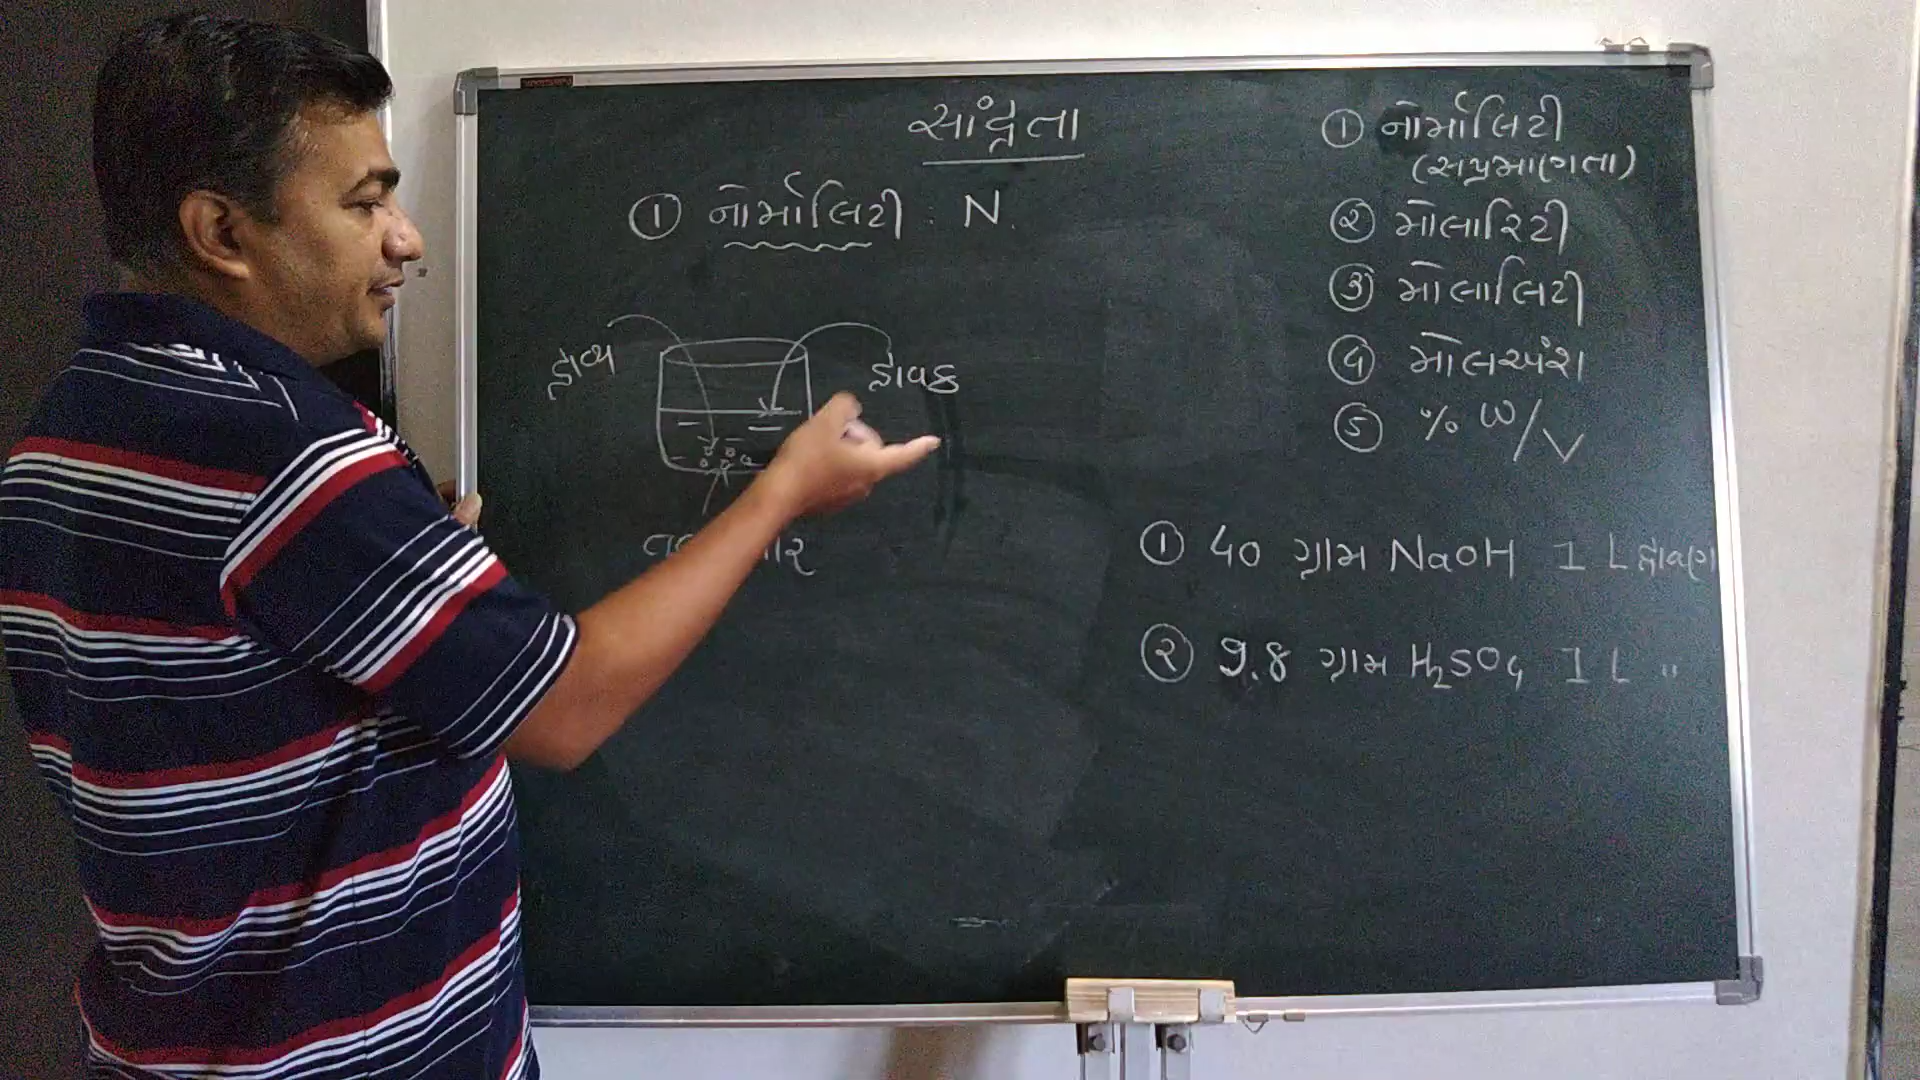 સાંદ્રતા
① નોર્માલિટી : N.
દ્રાવ્ય
દ્રાવક
① નોર્માલિટી
(સપ્રમાણતા)
② મોલારિટી
③ મોલાલિટી
④ મોલઅંશ
⑤ % W/V
① 40 ગ્રામ NaOH 1 L દ્રાવણ
② 9.8 ગ્રામ H₂SO₄ 1 L "